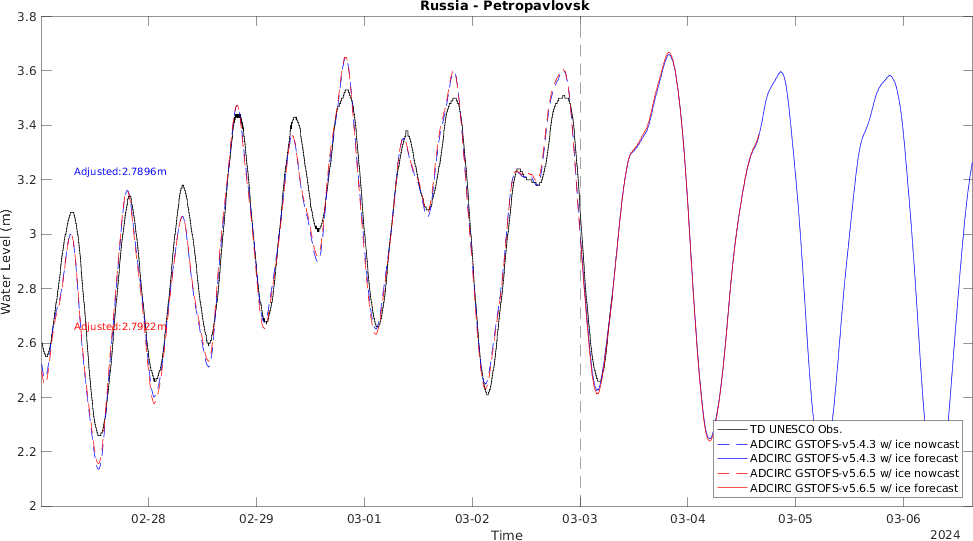 Russia - Petropavlovsk
3.8
3.6
3.4
3.2
3
2.8
2.6
2.4
2.2
2
Water Level (m)
Adjusted:2.7896m
Adjusted:2.7922m
TD UNESCO Obs.
ADCIRC GSTOFS-v5.4.3 w/ ice nowcast
ADCIRC GSTOFS-v5.4.3 w/ ice forecast
ADCIRC GSTOFS-v5.6.5 w/ ice nowcast
ADCIRC GSTOFS-v5.6.5 w/ ice forecast
02-28 02-29 03-01 03-02 03-03 03-04 03-05 03-06
Time
2024